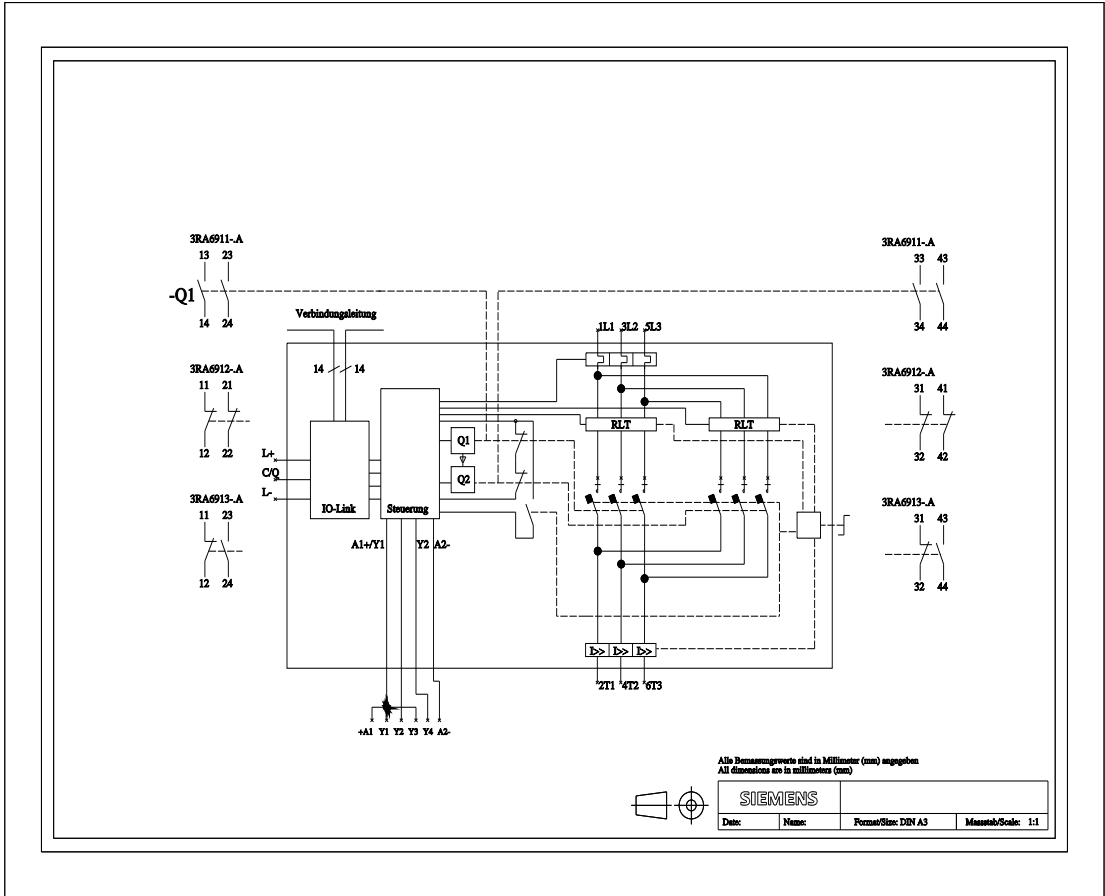 3RA6911-.A
13 23
-Q1
14 24
3RA6911-.A
33 43
34 44
Verbindungsleitung
14 14
1L1 3L2 5L3
3RA6912-.A
11 21
12 22
3RA6912-.A
31 41
32 42
RLT RLT
Q1
Q2
L+
C/Q
L-
IO-Link Steuerung
3RA6913-.A
11 23
12 24
3RA6913-.A
31 43
32 44
A1+/Y1 Y2 A2-
I>> I>> I>>
2T1 4T2 6T3
+A1 Y1 Y2 Y3 Y4 A2-
Alle Bemassungswerte sind in Millimeter (mm) angegeben
All dimensions are in millimeters (mm)
SIEMENS
Date: Name: Format/Size: DIN A3 Massstab/Scale: 1:1